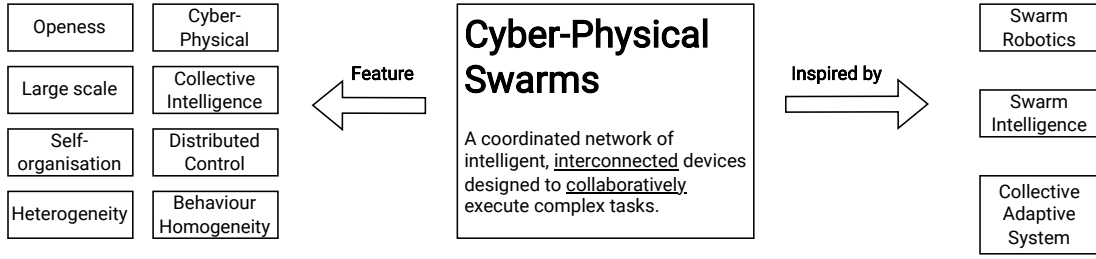 Openess
Cyber-
Physical
Large scale
Collective
Intelligence
Self-
organisation
Distributed
Control
Heterogeneity
Behaviour
Homogeneity
Feature
Cyber-Physical
Swarms
A coordinated network of
intelligent, interconnected devices
designed to collaboratively
execute complex tasks.
Inspired by
Swarm
Robotics
Swarm
Intelligence
Collective
Adaptive
System